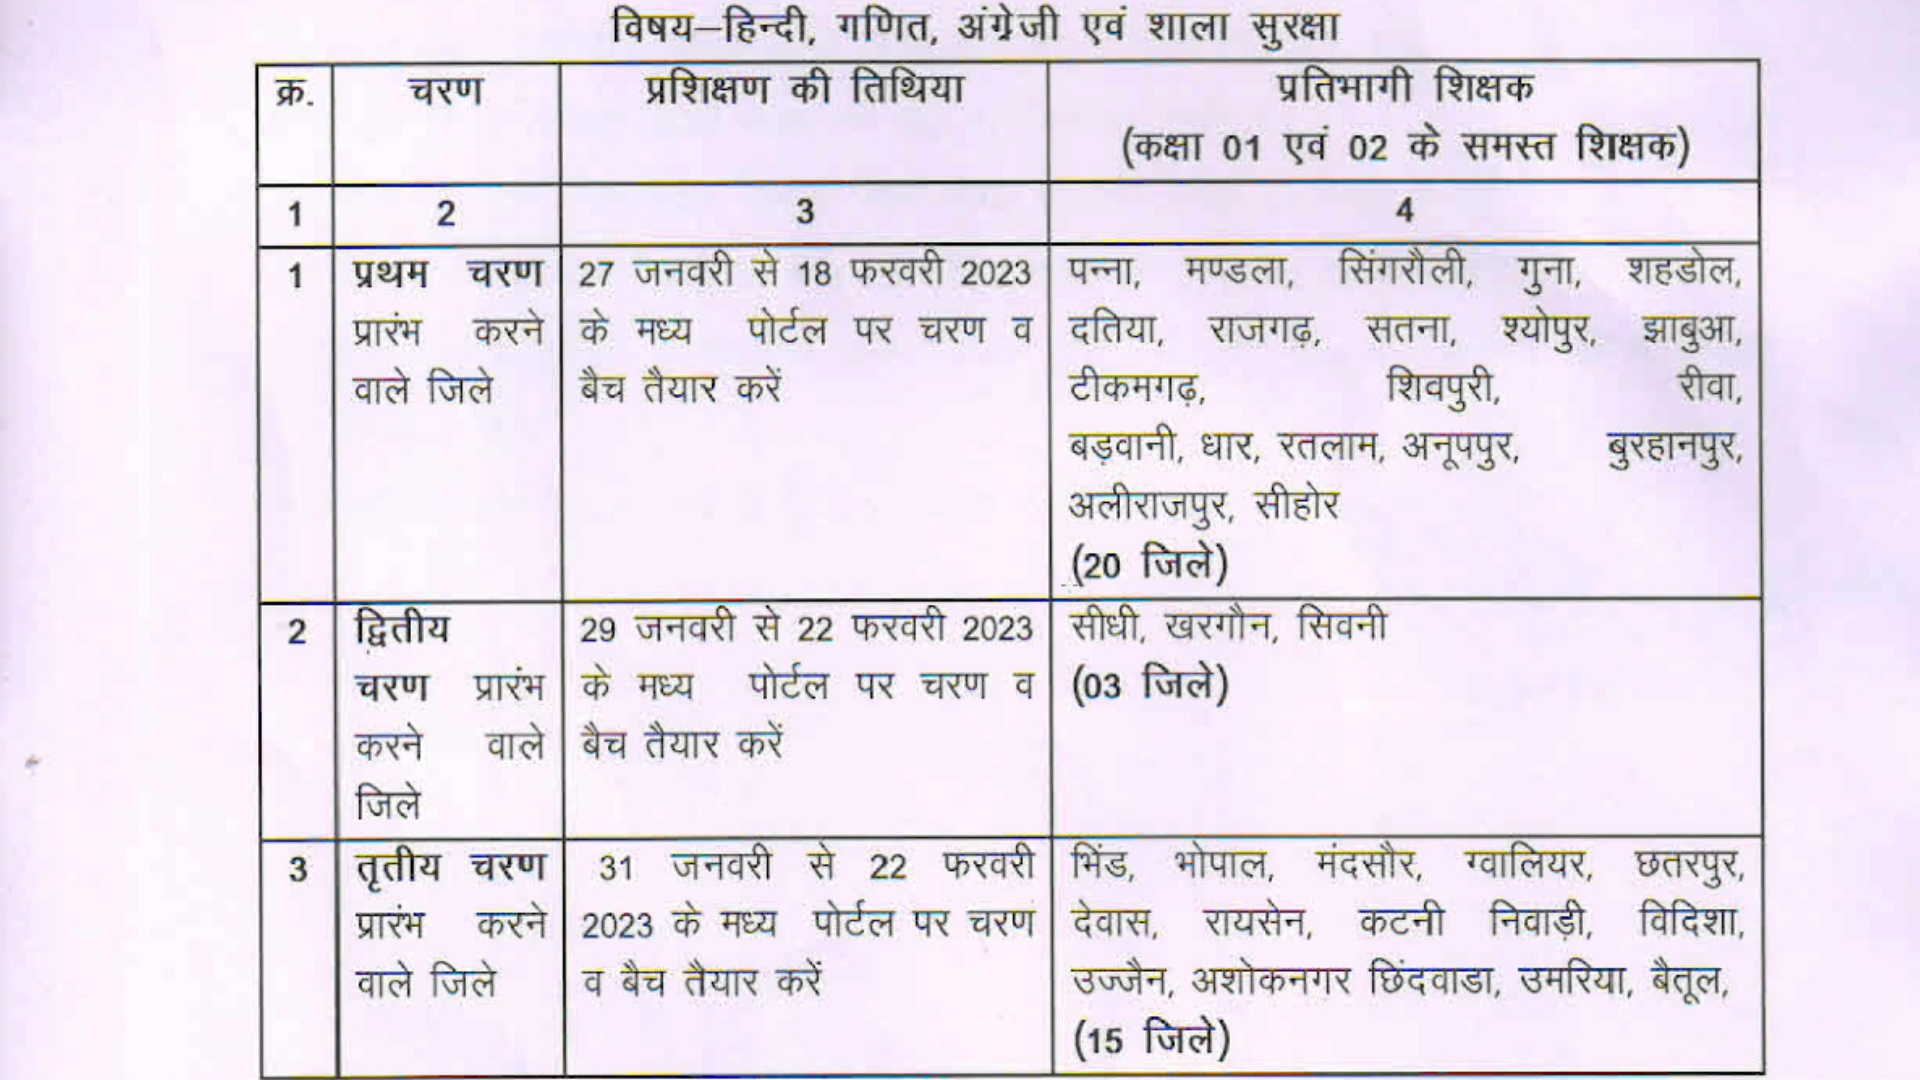 विषय–हिन्दी, गणित, अंग्रेजी एवं शाला सुरक्षा
क्र.
चरण
प्रशिक्षण की तिथिया
प्रतिभागी शिक्षक
(कक्षा 01 एवं 02 के समस्त शिक्षक)
1
2
3
4
1
प्रथम चरण
प्रारंभ करने
वाले जिले
27 जनवरी से 18 फरवरी 2023
के मध्य पोर्टल पर चरण व
बैच तैयार करें
पन्ना, मण्डला, सिंगरौली, गुना, शहडोल,
दतिया, राजगढ़, सतना, श्योपुर, झाबुआ,
टीकमगढ़, शिवपुरी, रीवा,
बड़वानी, धार, रतलाम, अनूपपुर, बुरहानपुर,
अलीराजपुर, सीहोर
(20 जिले)
2
द्वितीय
चरण प्रारंभ
करने वाले
जिले
29 जनवरी से 22 फरवरी 2023
के मध्य पोर्टल पर चरण व
बैच तैयार करें
सीधी, खरगौन, सिवनी
(03 जिले)
3
तृतीय चरण
प्रारंभ करने
वाले जिले
31 जनवरी से 22 फरवरी
2023 के मध्य पोर्टल पर चरण
व बैच तैयार करें
भिंड, भोपाल, मंदसौर, ग्वालियर, छतरपुर,
देवास, रायसेन, कटनी निवाड़ी, विदिशा,
उज्जैन, अशोकनगर छिंदवाडा, उमरिया, बैतूल,
(15 जिले)